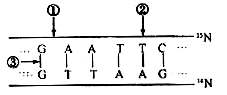 ① ②
¹⁵N
… G A A T T C …
③
… G T T A A G …
¹⁴N